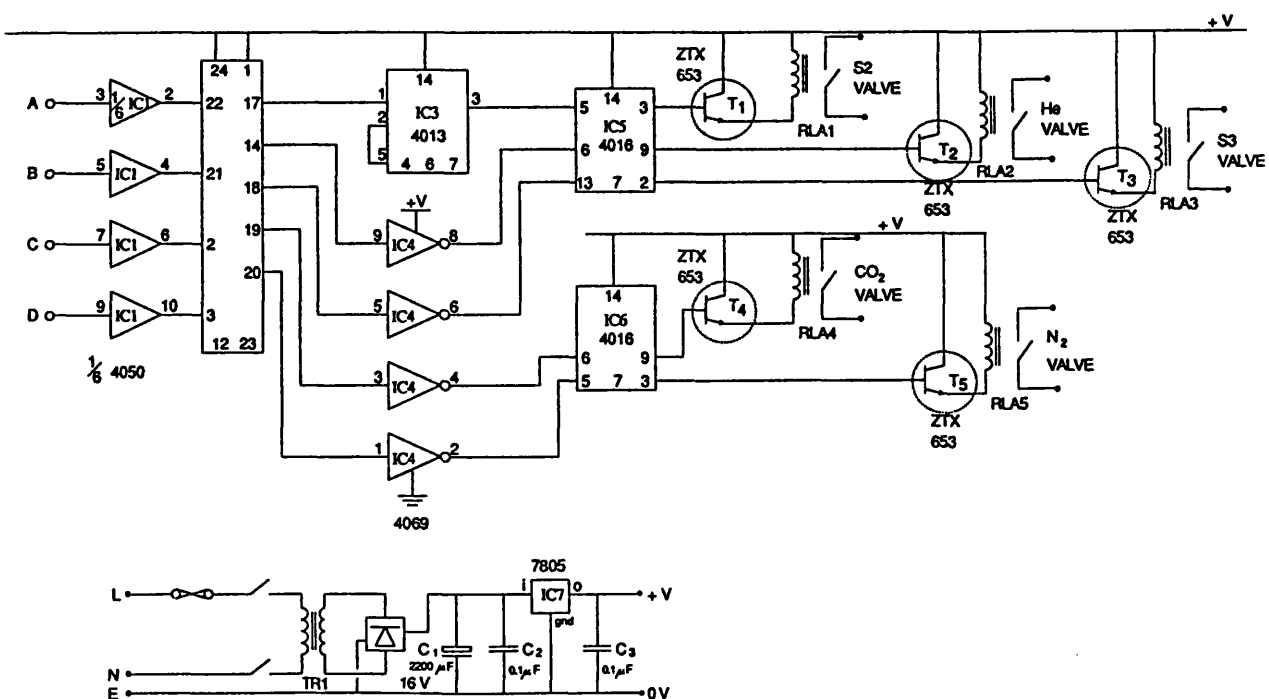 + V
24 1
A 3 1/6 IC1 2 22 17
B 5 IC1 4 21 14
18
C 7 IC1 6 2 19
20
D 9 IC1 10 3
12 23
1/6 4050
14
1 IC3 3
2 4013
5 4 6 7
+V
9 IC4 8
5 IC4 6
3 IC4 4
1 IC4 2
4069
14
5 IC5 3
6 4016 9
13 7 2
ZTX
653
T1
RLA1
S2
VALVE
T2
ZTX
653
RLA2
He
VALVE
T3
ZTX
653
RLA3
S3
VALVE
+ V
14
IC6
4016
6 9
5 7 3
ZTX
653
T4
RLA4
CO2
VALVE
T5
ZTX
653
RLA5
N2
VALVE
L
N
E
TR1
16 V
C1
2200 µF
C2
0.1µF
7805
i IC7 o
gnd
C3
0.1µF
+ V
0V